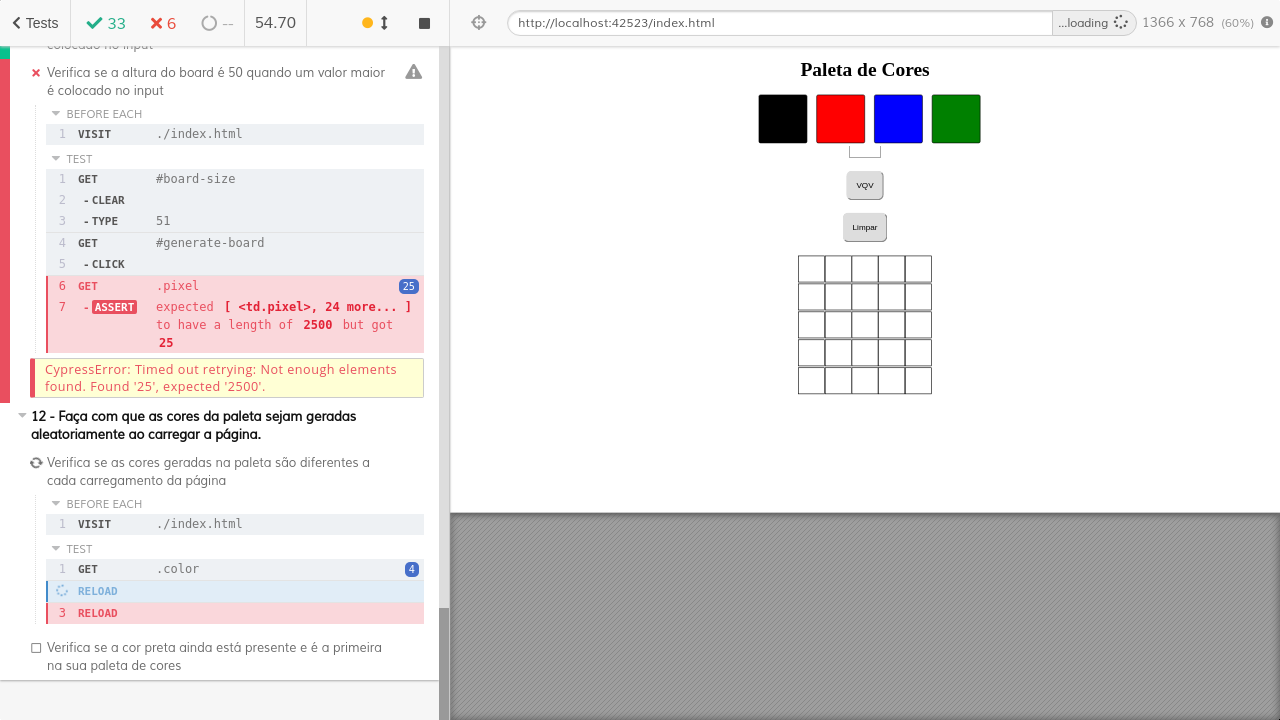 Tests 33 6 -- 54.70
http://localhost:42523/index.html ...loading 1366 x 768 (60%)
colocado no input
Verifica se a altura do board é 50 quando um valor maior
é colocado no input
BEFORE EACH
1 VISIT ./index.html
TEST
1 GET #board-size
2 - CLEAR
3 - TYPE 51
4 GET #generate-board
5 - CLICK
6 GET .pixel 25
7 - ASSERT expected [ <td.pixel>, 24 more... ]
to have a length of 2500 but got
25
CypressError: Timed out retrying: Not enough elements
found. Found '25', expected '2500'.
12 - Faça com que as cores da paleta sejam geradas
aleatoriamente ao carregar a página.
Verifica se as cores geradas na paleta são diferentes a
cada carregamento da página
BEFORE EACH
1 VISIT ./index.html
TEST
1 GET .color 4
RELOAD
3 RELOAD
Verifica se a cor preta ainda está presente e é a primeira
na sua paleta de cores
Paleta de Cores
VQV
Limpar